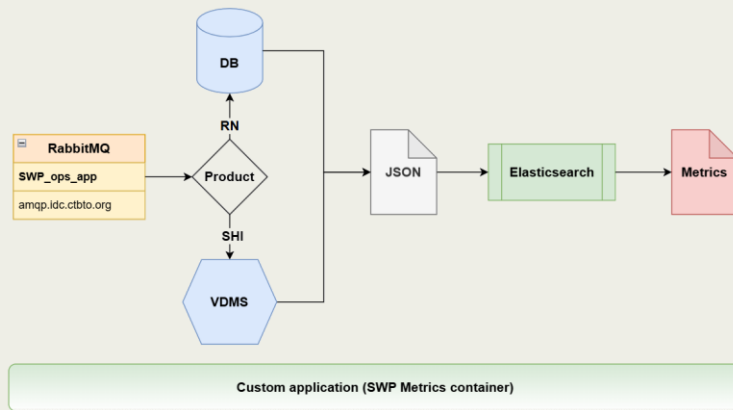 DB
RN
RabbitMQ
SWP_ops_app
amqp.idc.ctbto.org
Product
JSON
Elasticsearch
Metrics
SHI
VDMS
Custom application (SWP Metrics container)